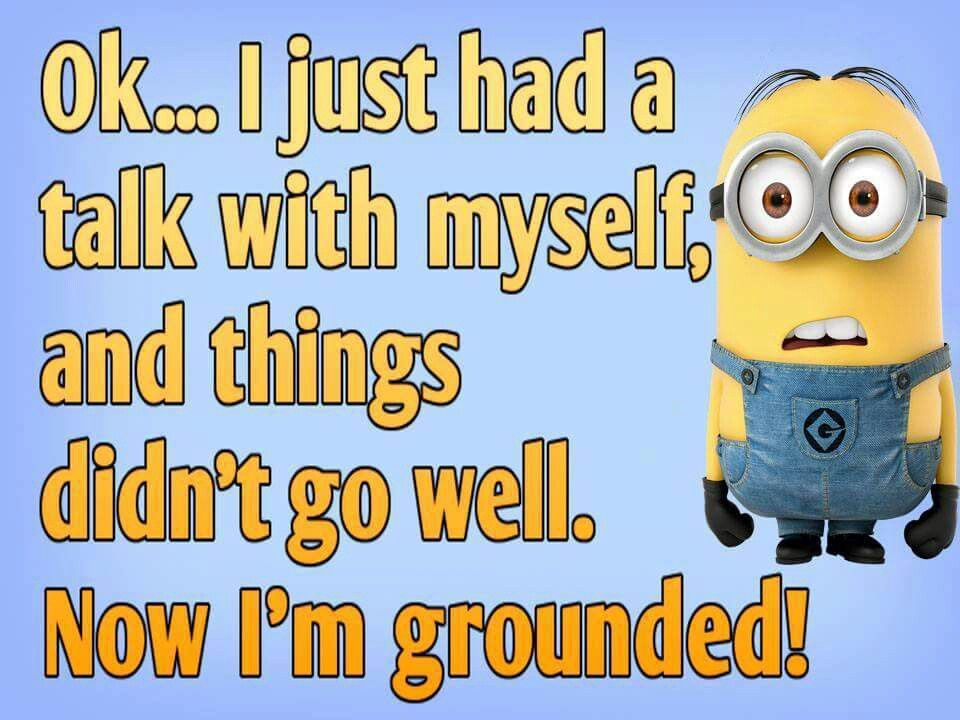 Ok... I just had a
talk with myself,
and things
didn't go well.
Now I'm grounded!